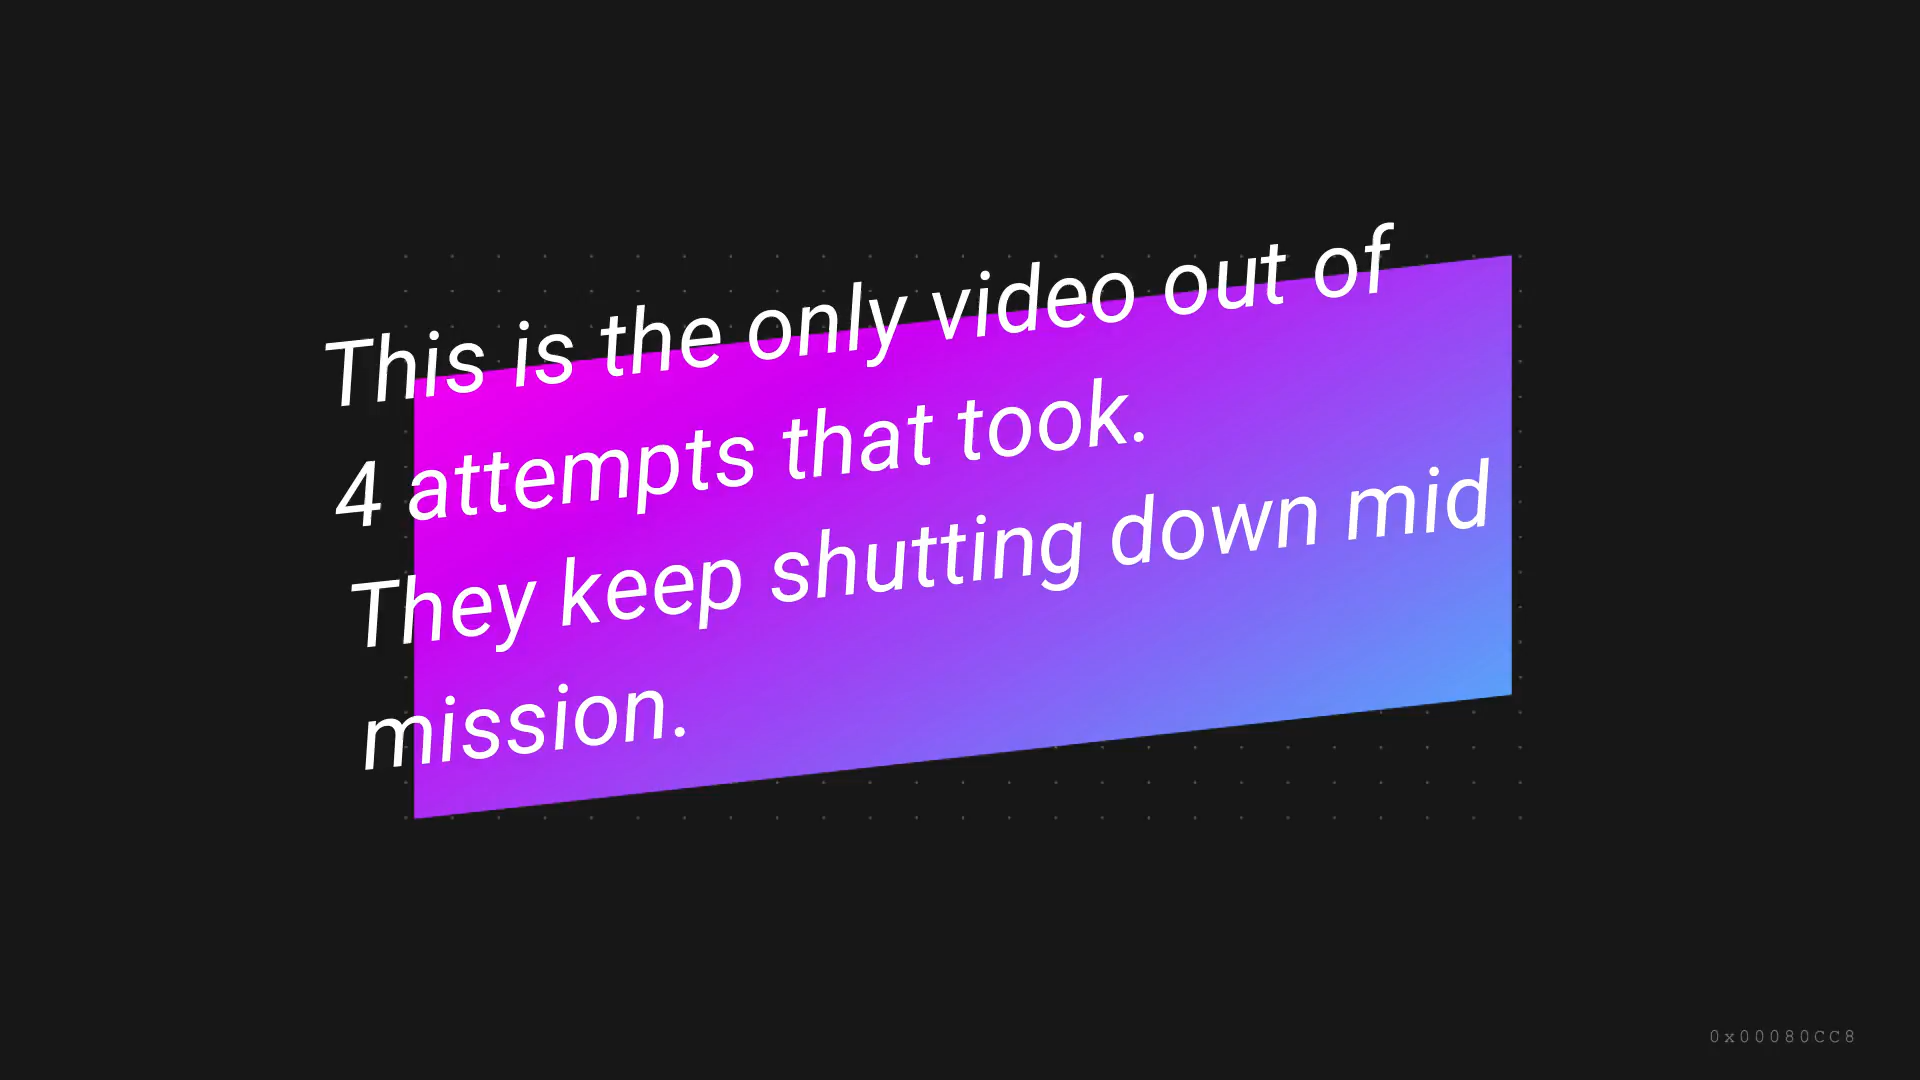 This is the only video out of
4 attempts that took.
They keep shutting down mid
mission.
0x00080CC8